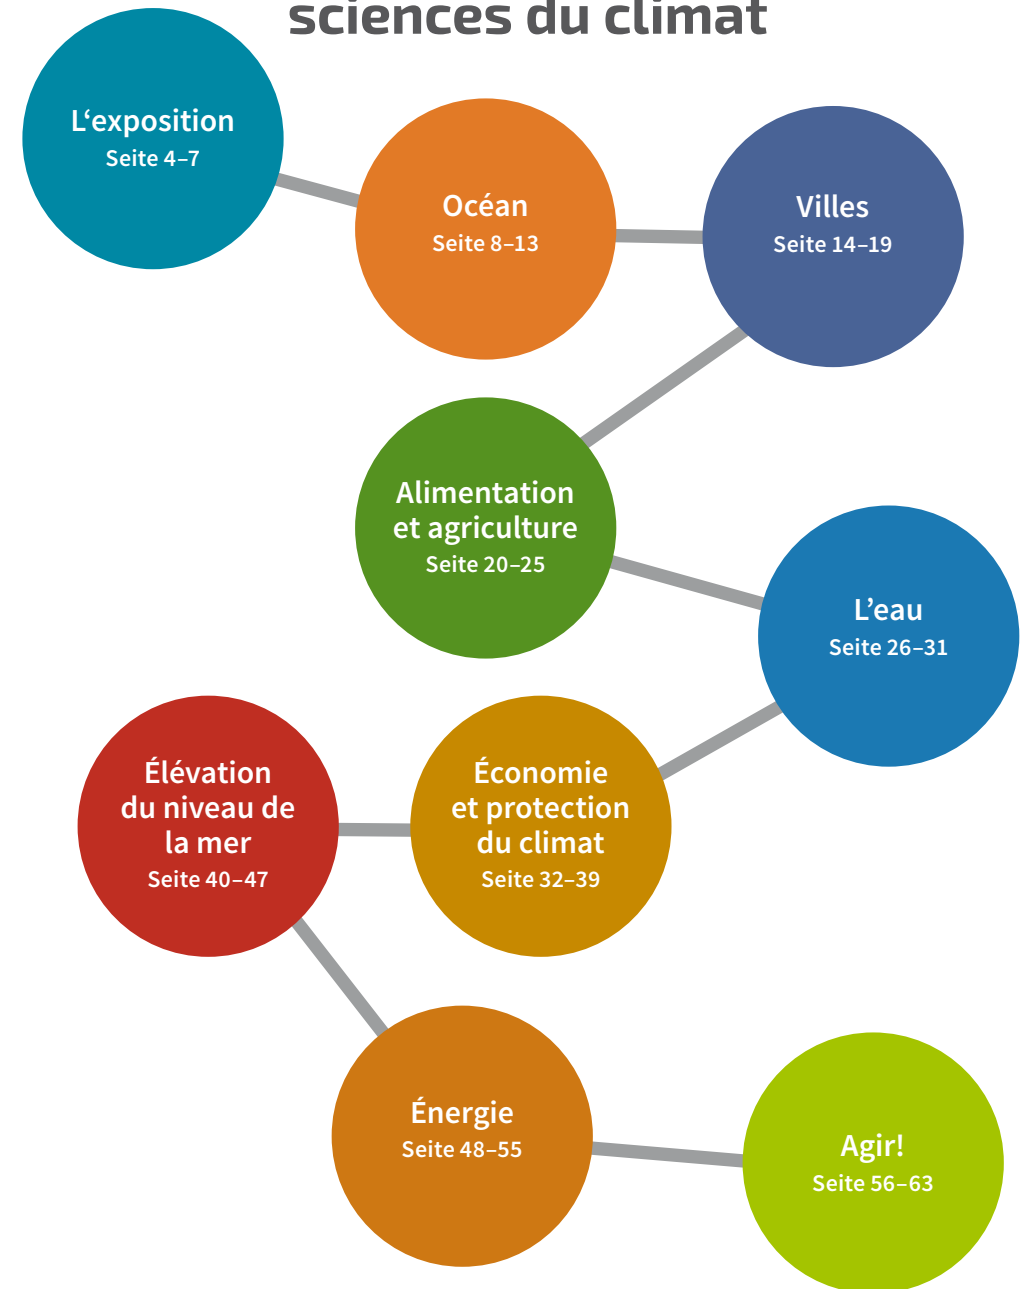 sciences du climat
L‘exposition
Seite 4–7
Océan
Seite 8–13
Villes
Seite 14–19
Alimentation
et agriculture
Seite 20–25
L’eau
Seite 26–31
Économie
et protection
du climat
Seite 32–39
Élévation
du niveau de
la mer
Seite 40–47
Énergie
Seite 48–55
Agir!
Seite 56–63